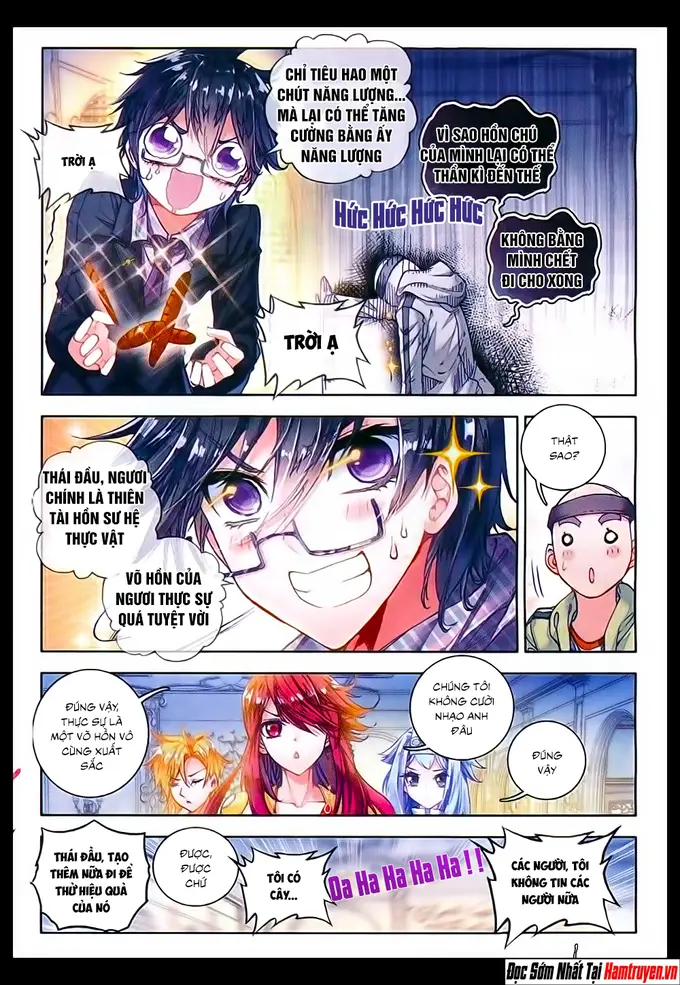 CHỈ TIÊU HAO MỘT
CHÚT NĂNG LƯỢNG...
MÀ LẠI CÓ THỂ TĂNG
CƯỜNG BẰNG ẤY
NĂNG LƯỢNG
TRỜI Ạ
VÌ SAO HỒN CHÚ
CỦA MÌNH LẠI CÓ THỂ
THẦN KÌ ĐẾN THẾ
HỨC HỨC HỨC HỨC
KHÔNG BẰNG
MÌNH CHẾT
ĐI CHO XONG
TRỜI Ạ
THÁI ĐẦU, NGƯƠI
CHÍNH LÀ THIÊN
TÀI HỒN SƯ HỆ
THỰC VẬT
VÕ HỒN CỦA
NGƯƠI THỰC SỰ
QUÁ TUYỆT VỜI
THẬT
SAO?
ĐÚNG VẬY,
THỰC SỰ LÀ
MỘT VÕ HỒN VÔ
CÙNG XUẤT
SẮC
CHÚNG TÔI
KHÔNG CƯỜI
NHẠO ANH
ĐÂU
ĐÚNG
VẬY
THÁI ĐẦU, TẠO
THÊM NỮA ĐI ĐỂ
THỬ HIỆU QUẢ
CỦA NÓ
ĐƯỢC,
ĐƯỢC
CHỨ
TÔI CÓ
CÂY...
Da Ha Ha Ha Ha!!
CÁC NGƯỜI, TÔI
KHÔNG TIN CÁC
NGƯỜI NỮA
8
Đọc Sớm Nhất Tại Hamtruyen.vn